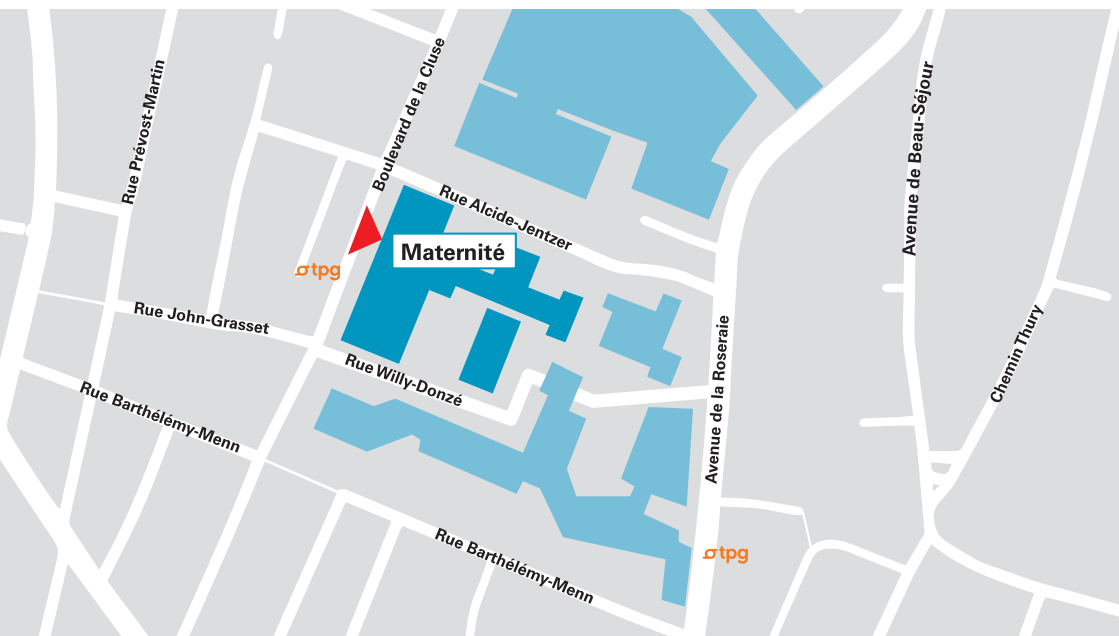 Boulevard de la Cluse
Rue Prévost-Martin
Avenue de Beau-Séjour
Rue Alcide-Jentzer
Maternité
tpg
Rue John-Grasset
Chemin Thury
Avenue de la Roseraie
Rue Willy-Donzé
Rue Barthélémy-Menn
Rue Barthélémy-Menn
tpg